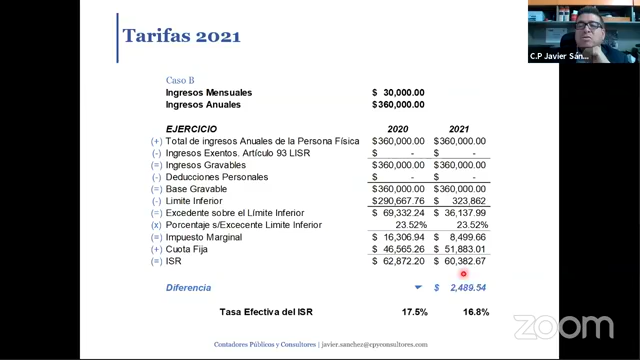 Tarifas 2021
C.P Javier Sán...
Caso B
Ingresos Mensuales $ 30,000.00
Ingresos Anuales $360,000.00
EJERCICIO 2020 2021
(+) Total de ingresos Anuales de la Persona Física $360,000.00 $360,000.00
(-) Ingresos Exentos. Artículo 93 LISR $ - $ -
(=) Ingresos Gravables $360,000.00 $360,000.00
(-) Deducciones Personales $ - $ -
(=) Base Gravable $360,000.00 $360,000.00
(-) Limite Inferior $290,667.76 $ 323,862
(=) Excedente sobre el Límite Inferior $ 69,332.24 $ 36,137.99
(x) Porcentaje s/Excecente Limite Inferior 23.52% 23.52%
(=) Impuesto Marginal $ 16,306.94 $ 8,499.66
(+) Cuota Fija $ 46,565.26 $ 51,883.01
(=) ISR $ 62,872.20 $ 60,382.67
Diferencia $ 2,489.54
Tasa Efectiva del ISR 17.5% 16.8%
zoom
Contadores Públicos y Consultores | javier.sanchez@cpyconsultores.com